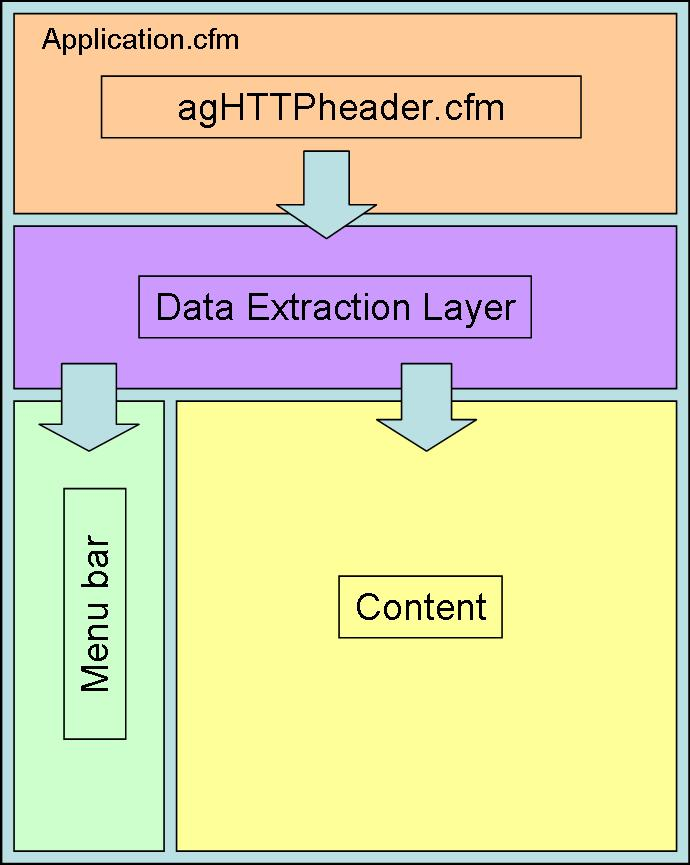 Application.cfm
agHTTPheader.cfm
Data Extraction Layer
Menu bar
Content